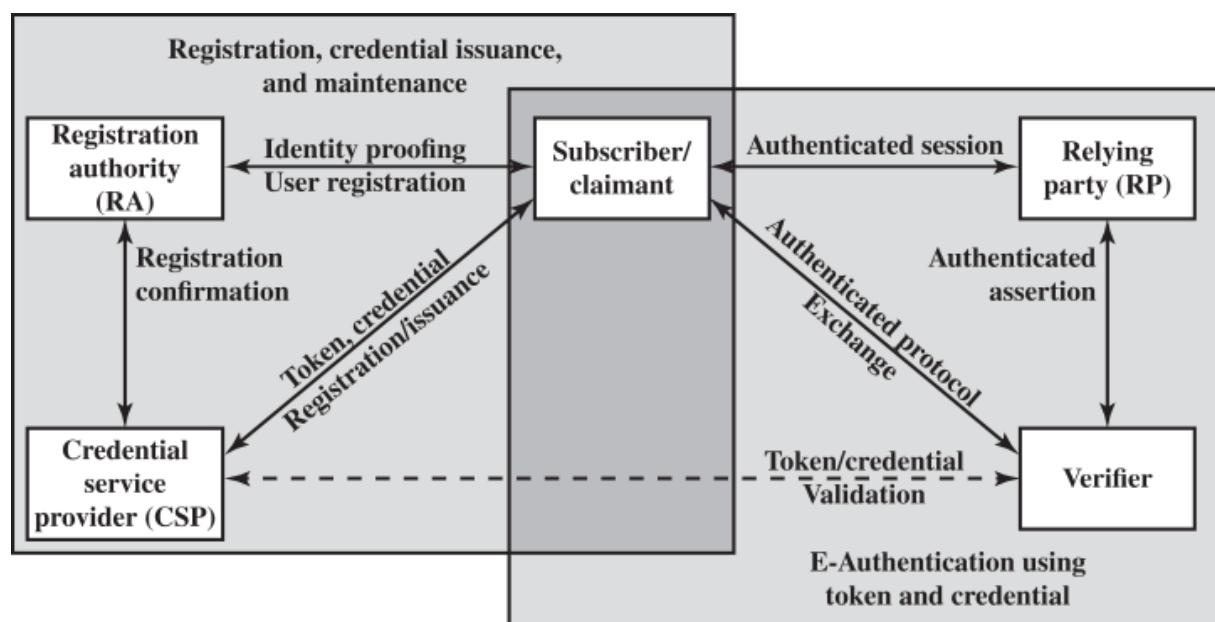 Registration, credential issuance,
and maintenance
Registration
authority
(RA)
Identity proofing
User registration
Subscriber/
claimant
Authenticated session
Relying
party (RP)
Registration
confirmation
Token, credential
Registration/issuance
Authenticated protocol
Exchange
Authenticated
assertion
Credential
service
provider (CSP)
Token/credential
Validation
Verifier
E-Authentication using
token and credential